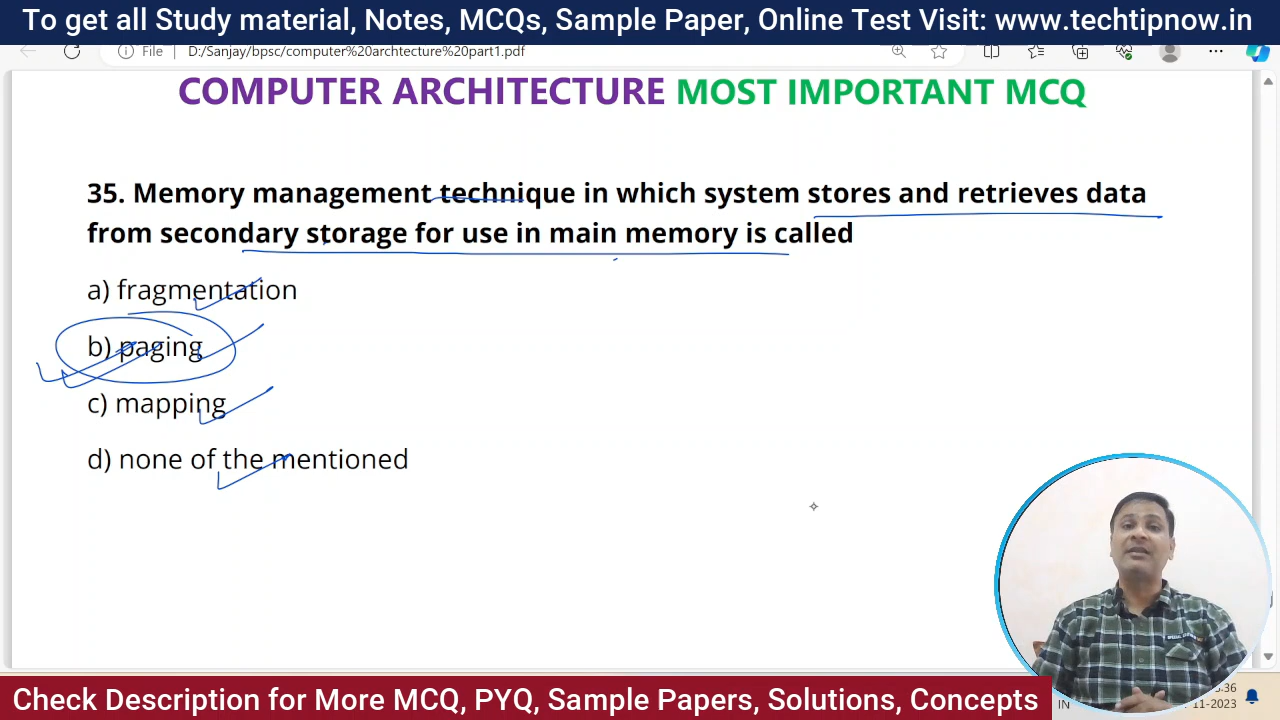 To get all Study material, Notes, MCQs, Sample Paper, Online Test Visit: www.techtipnow.in
File D:/Sanjay/bpsc/computer%20archtecture%20part1.pdf
COMPUTER ARCHITECTURE MOST IMPORTANT MCQ
35. Memory management technique in which system stores and retrieves data
from secondary storage for use in main memory is called
a) fragmentation
b) paging
c) mapping
d) none of the mentioned
Check Description for More MCQ, PYQ, Sample Papers, Solutions, Concepts
IN